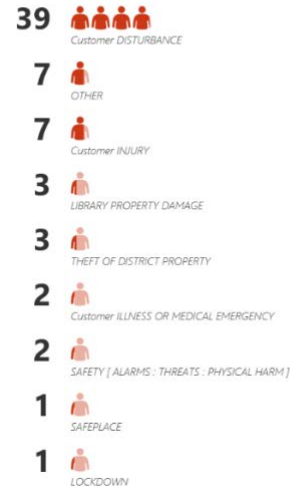 39
Customer DISTURBANCE
7
OTHER
7
Customer INJURY
3
LIBRARY PROPERTY DAMAGE
3
THEFT OF DISTRICT PROPERTY
2
Customer ILLNESS OR MEDICAL EMERGENCY
2
SAFETY [ ALARMS : THREATS : PHYSICAL HARM ]
1
SAFEPLACE
1
LOCKDOWN